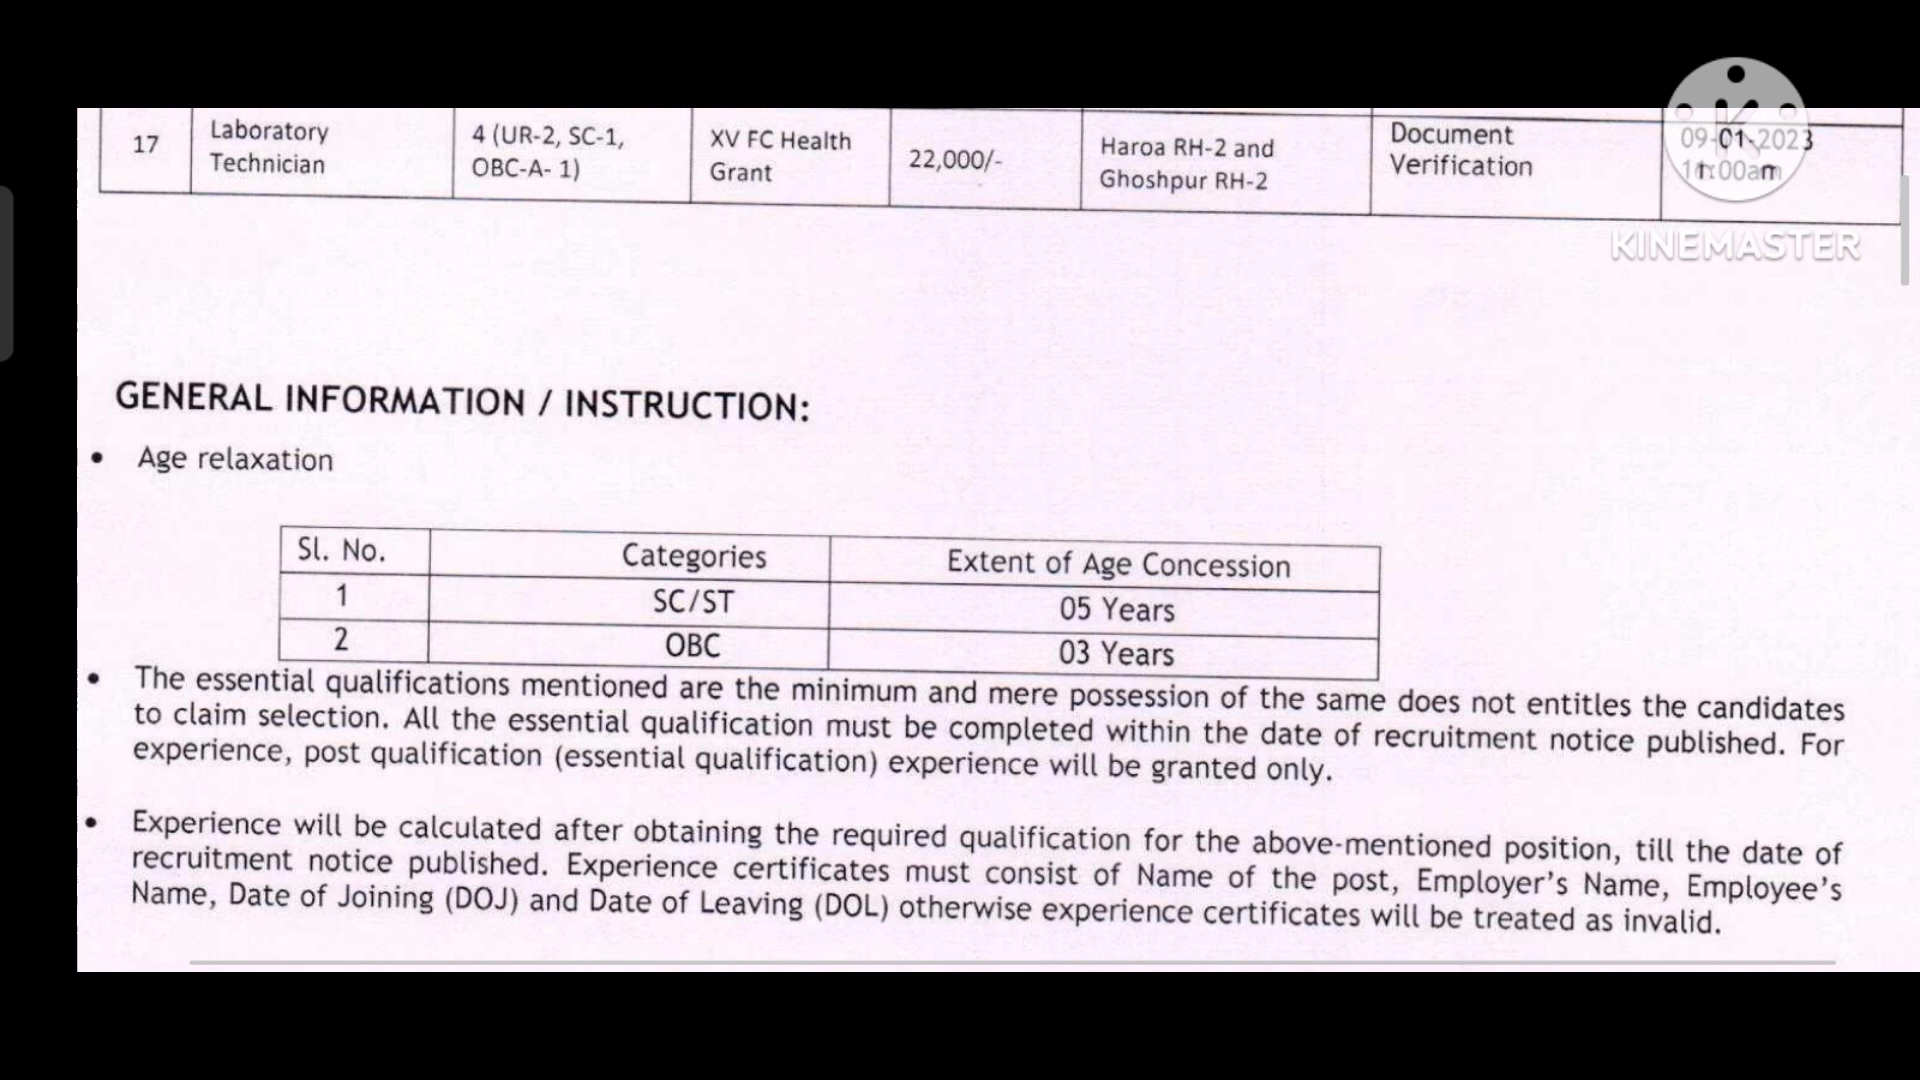 17
Laboratory
Technician
4 (UR-2, SC-1,
OBC-A- 1)
XV FC Health
Grant
22,000/-
Haroa RH-2 and
Ghoshpur RH-2
Document
Verification
09-01-2023
11:00am
KINEMASTER
GENERAL INFORMATION / INSTRUCTION:
• Age relaxation
Sl. No. Categories Extent of Age Concession
1 SC/ST 05 Years
2 OBC 03 Years
• The essential qualifications mentioned are the minimum and mere possession of the same does not entitles the candidates
to claim selection. All the essential qualification must be completed within the date of recruitment notice published. For
experience, post qualification (essential qualification) experience will be granted only.
• Experience will be calculated after obtaining the required qualification for the above-mentioned position, till the date of
recruitment notice published. Experience certificates must consist of Name of the post, Employer's Name, Employee's
Name, Date of Joining (DOJ) and Date of Leaving (DOL) otherwise experience certificates will be treated as invalid.